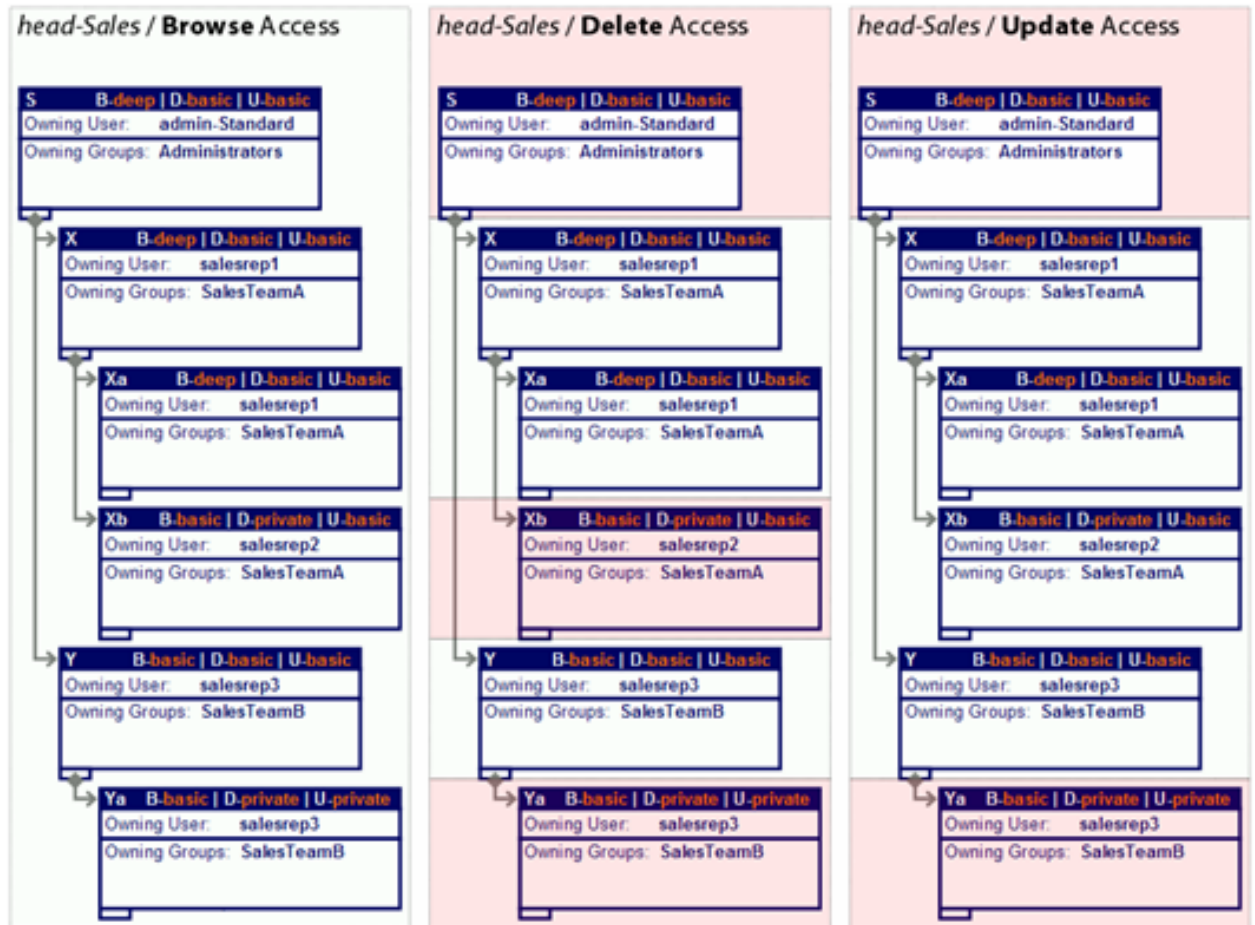 head-Sales / Browse Access
S B-deep | D-basic | U-basic
Owning User: admin-Standard
Owning Groups: Administrators
X B-deep | D-basic | U-basic
Owning User: salesrep1
Owning Groups: SalesTeamA
Xa B-deep | D-basic | U-basic
Owning User: salesrep1
Owning Groups: SalesTeamA
Xb B-basic | D-private | U-basic
Owning User: salesrep2
Owning Groups: SalesTeamA
Y B-basic | D-basic | U-basic
Owning User: salesrep3
Owning Groups: SalesTeamB
Ya B-basic | D-private | U-private
Owning User: salesrep3
Owning Groups: SalesTeamB
head-Sales / Delete Access
S B-deep | D-basic | U-basic
Owning User: admin-Standard
Owning Groups: Administrators
X B-deep | D-basic | U-basic
Owning User: salesrep1
Owning Groups: SalesTeamA
Xa B-deep | D-basic | U-basic
Owning User: salesrep1
Owning Groups: SalesTeamA
Xb B-basic | D-private | U-basic
Owning User: salesrep2
Owning Groups: SalesTeamA
Y B-basic | D-basic | U-basic
Owning User: salesrep3
Owning Groups: SalesTeamB
Ya B-basic | D-private | U-private
Owning User: salesrep3
Owning Groups: SalesTeamB
head-Sales / Update Access
S B-deep | D-basic | U-basic
Owning User: admin-Standard
Owning Groups: Administrators
X B-deep | D-basic | U-basic
Owning User: salesrep1
Owning Groups: SalesTeamA
Xa B-deep | D-basic | U-basic
Owning User: salesrep1
Owning Groups: SalesTeamA
Xb B-basic | D-private | U-basic
Owning User: salesrep2
Owning Groups: SalesTeamA
Y B-basic | D-basic | U-basic
Owning User: salesrep3
Owning Groups: SalesTeamB
Ya B-basic | D-private | U-private
Owning User: salesrep3
Owning Groups: SalesTeamB